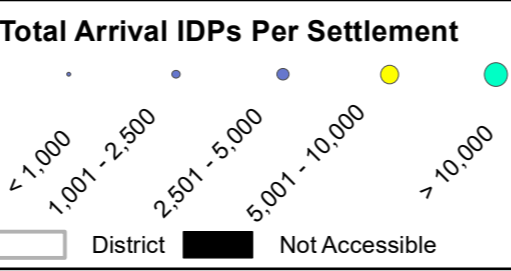 Total Arrival IDPs Per Settlement
< 1,000
1,001 - 2,500
2,501 - 5,000
5,001 - 10,000
> 10,000
District
Not Accessible